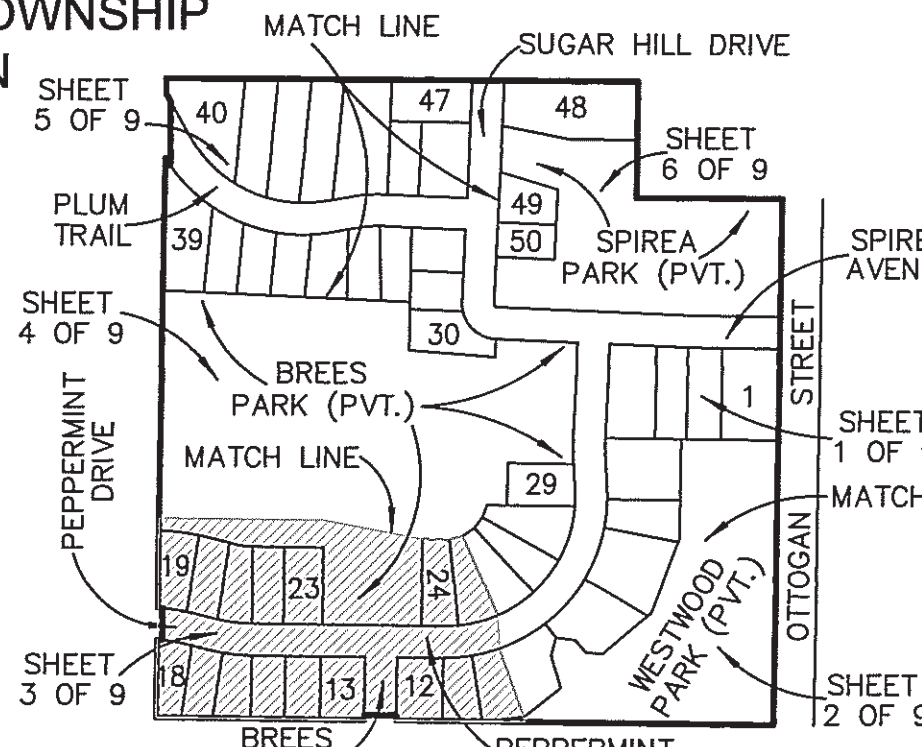 OWNSHIP
N
MATCH LINE
SUGAR HILL DRIVE
SHEET
5 OF 9
40
47
48
SHEET
6 OF 9
PLUM
TRAIL
39
49
50
SPIREA
PARK (PVT.)
SPIRE
AVEN
SHEET
4 OF 9
30
BREES
PARK (PVT.)
1
STREET
SHEET
1 OF
PEPPERMINT
DRIVE
MATCH LINE
29
MATCH
OTTOGAN
19
23
24
WESTWOOD
PARK (PVT.)
SHEET
3 OF 9
18
13
12
SHEET
2 OF 9
BREES
PEPPERMINT